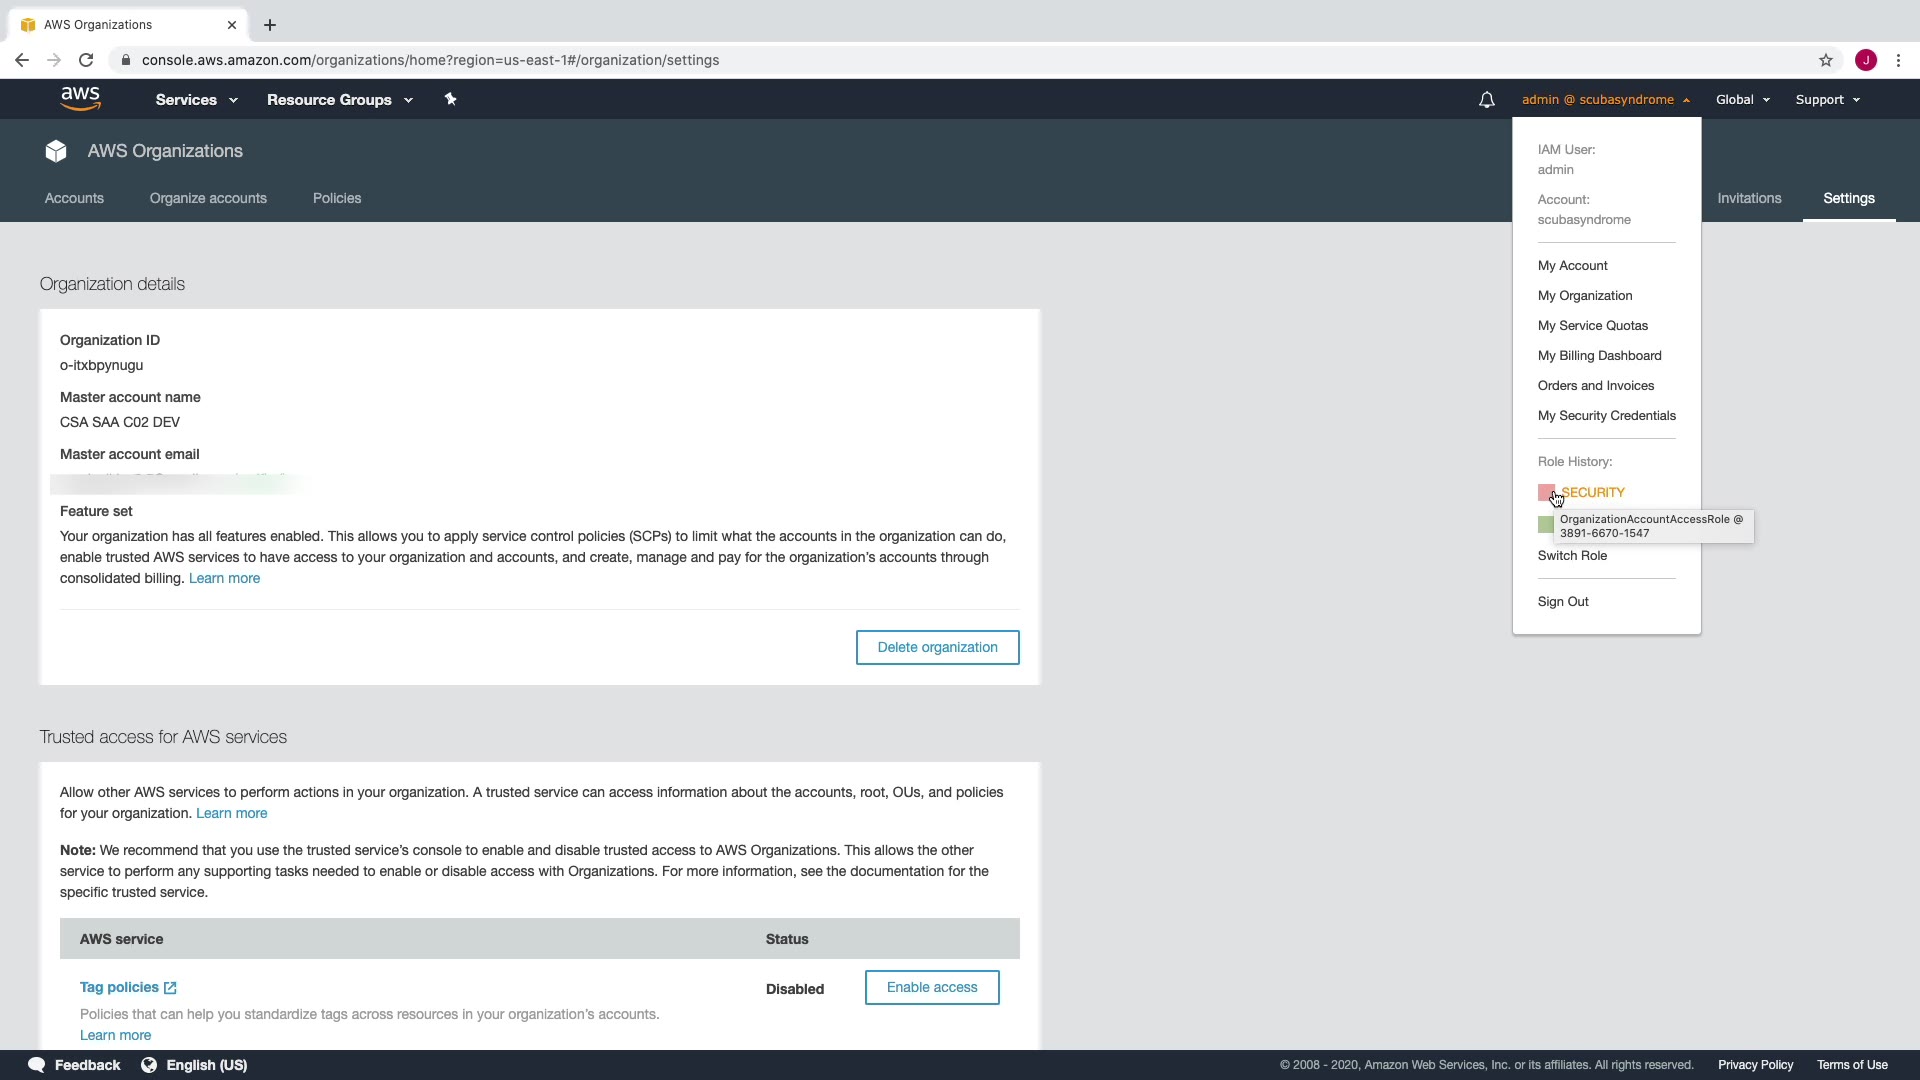 AWS Organizations
console.aws.amazon.com/organizations/home?region=us-east-1#/organization/settings
J
aws
Services
Resource Groups
admin @ scubasyndrome
Global
Support
AWS Organizations
Accounts
Organize accounts
Policies
Invitations
Settings
IAM User:
admin
Account:
scubasyndrome
My Account
My Organization
My Service Quotas
My Billing Dashboard
Orders and Invoices
My Security Credentials
Role History:
SECURITY
OrganizationAccountAccessRole @
3891-6670-1547
Switch Role
Sign Out
Organization details
Organization ID
o-itxbpynugu
Master account name
CSA SAA C02 DEV
Master account email
Feature set
Your organization has all features enabled. This allows you to apply service control policies (SCPs) to limit what the accounts in the organization can do,
enable trusted AWS services to have access to your organization and accounts, and create, manage and pay for the organization's accounts through
consolidated billing. Learn more
Delete organization
Trusted access for AWS services
Allow other AWS services to perform actions in your organization. A trusted service can access information about the accounts, root, OUs, and policies
for your organization. Learn more
Note: We recommend that you use the trusted service's console to enable and disable trusted access to AWS Organizations. This allows the other
service to perform any supporting tasks needed to enable or disable access with Organizations. For more information, see the documentation for the
specific trusted service.
AWS service
Status
Tag policies
Disabled
Enable access
Policies that can help you standardize tags across resources in your organization's accounts.
Learn more
Feedback
English (US)
© 2008 - 2020, Amazon Web Services, Inc. or its affiliates. All rights reserved.
Privacy Policy
Terms of Use